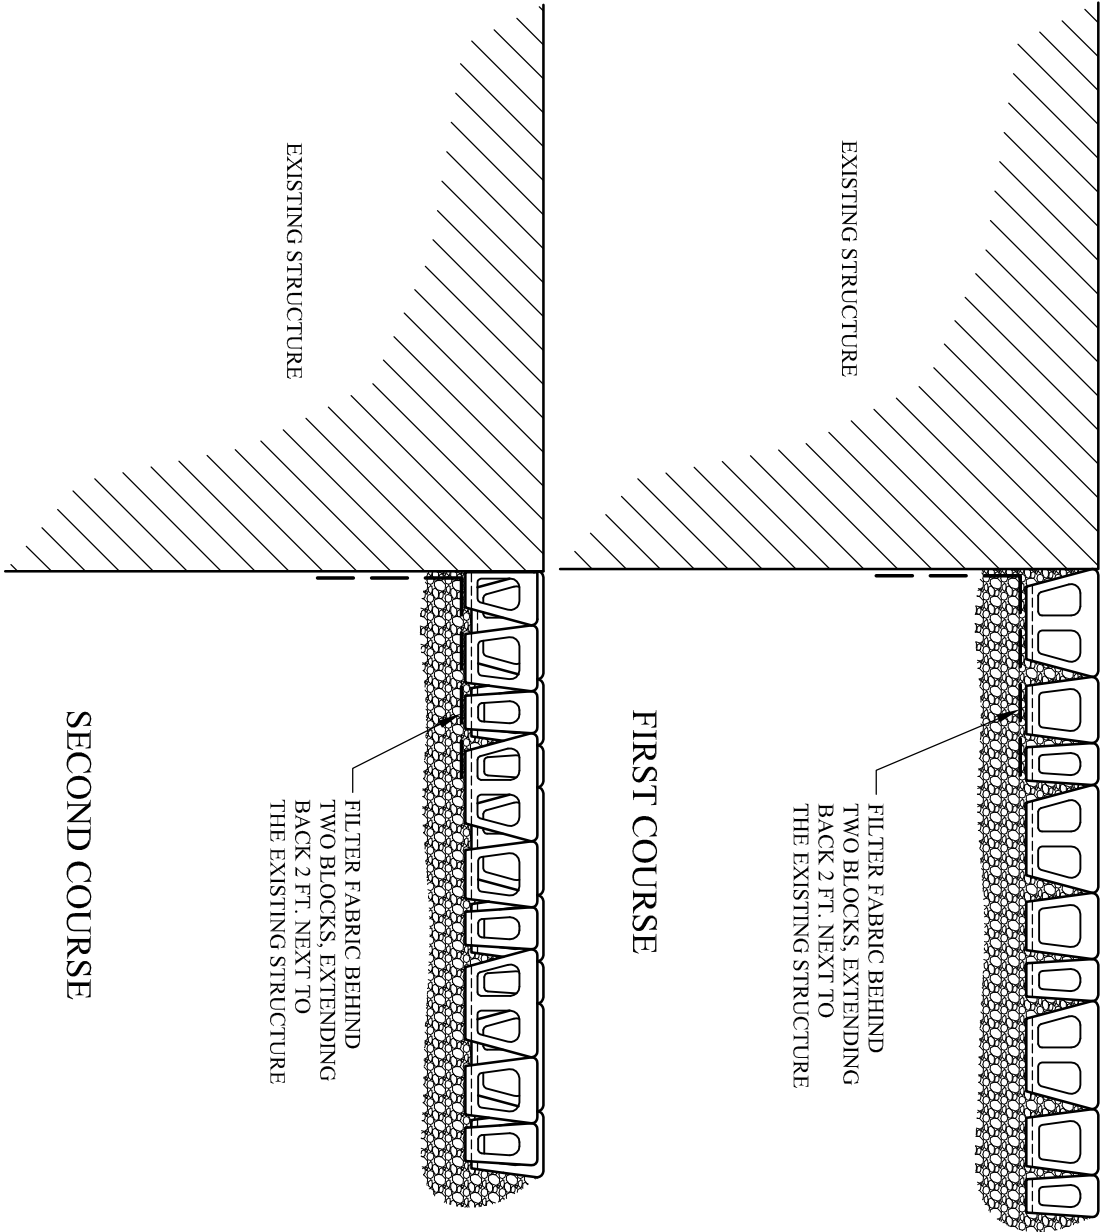 EXISTING STRUCTURE
FILTER FABRIC BEHIND
TWO BLOCKS, EXTENDING
BACK 2 FT. NEXT TO
THE EXISTING STRUCTURE
FIRST COURSE
EXISTING STRUCTURE
FILTER FABRIC BEHIND
TWO BLOCKS, EXTENDING
BACK 2 FT. NEXT TO
THE EXISTING STRUCTURE
SECOND COURSE